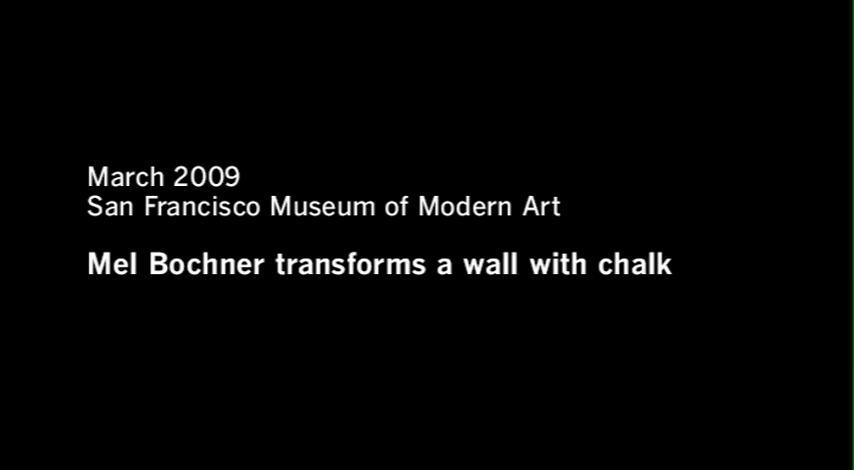 March 2009
San Francisco Museum of Modern Art
Mel Bochner transforms a wall with chalk